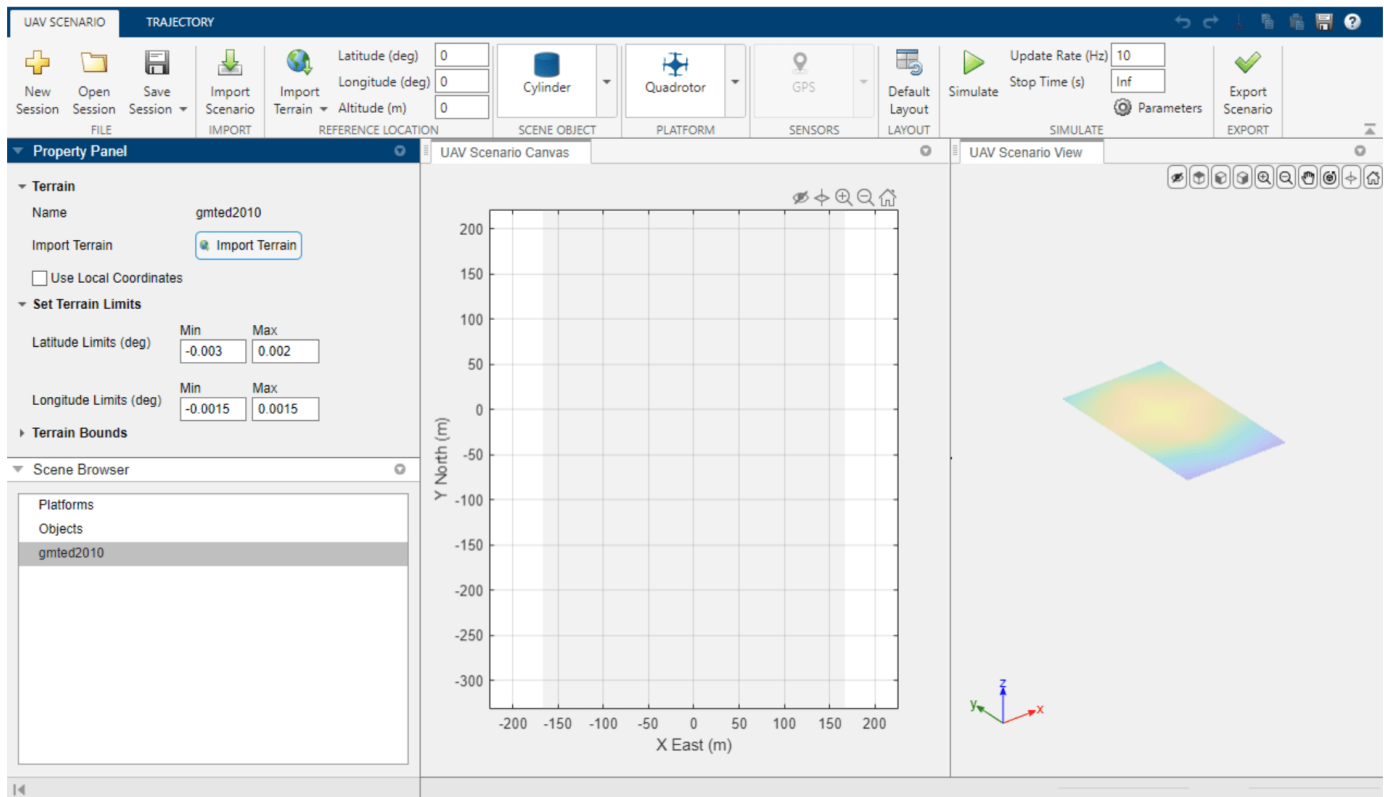 UAV SCENARIO
TRAJECTORY
New Session
Open Session
Save Session
FILE
Import Scenario
IMPORT
Import Terrain
Latitude (deg) 0
Longitude (deg) 0
Altitude (m) 0
REFERENCE LOCATION
Cylinder
SCENE OBJECT
Quadrotor
PLATFORM
GPS
SENSORS
Default Layout
LAYOUT
Simulate
Update Rate (Hz) 10
Stop Time (s) Inf
Parameters
SIMULATE
Export Scenario
EXPORT
Property Panel
Terrain
Name gmted2010
Import Terrain Import Terrain
Use Local Coordinates
Set Terrain Limits
Min Max
Latitude Limits (deg) -0.003 0.002
Min Max
Longitude Limits (deg) -0.0015 0.0015
Terrain Bounds
Scene Browser
Platforms
Objects
gmted2010
UAV Scenario Canvas
200
150
100
50
0
-50
-100
-150
-200
-250
-300
Y North (m)
-200 -150 -100 -50 0 50 100 150 200
X East (m)
UAV Scenario View
z
y
x